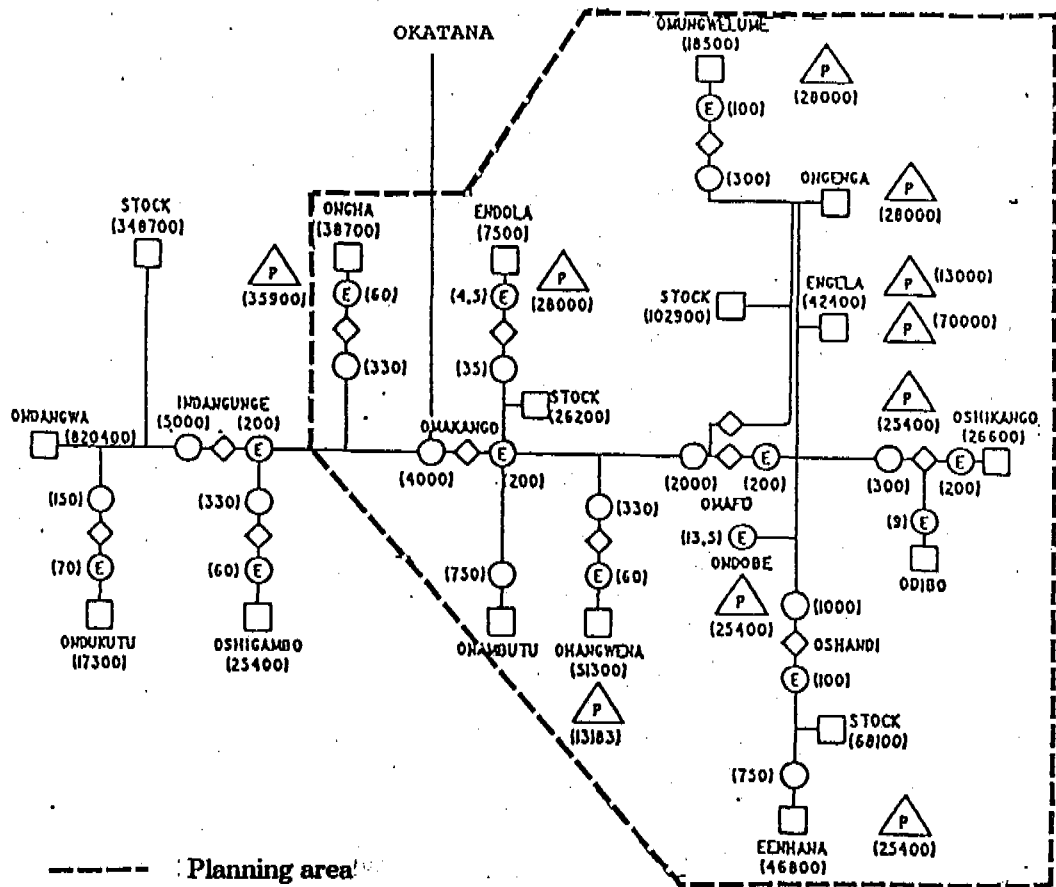 OKATANA
OMUNGWELUME
(18500)
P
(28000)
E
(100)
(300)
ONGENGA
P
(28000)
STOCK
(348700)
ONGHA
(38700)
P
(35900)
E
(60)
(330)
ENDOLA
(7500)
E
(4,5)
P
(28000)
(35)
STOCK
(26200)
STOCK
(102900)
ENGELA
(42400)
P
(13000)
P
(70000)
P
(25400)
ONDANGWA
(820400)
INDANGUNGE
(5000)
(200)
E
OMAKANGO
(4000)
E
(200)
(2000)
E
(200)
OMAFO
(300)
E
(200)
OSHIKANGO
(26600)
(150)
E
(70)
ONDUKUTU
(17300)
(330)
E
(60)
OSHIGAMBO
(25400)
(750)
ONAMBUTU
(330)
E
(60)
OHANGWENA
(51300)
P
(13183)
(13,5)
E
ONDOBE
P
(25400)
E
(9)
ODIBO
(1000)
OSHANDI
E
(100)
STOCK
(68100)
(750)
EENHANA
(46800)
P
(25400)
Planning area